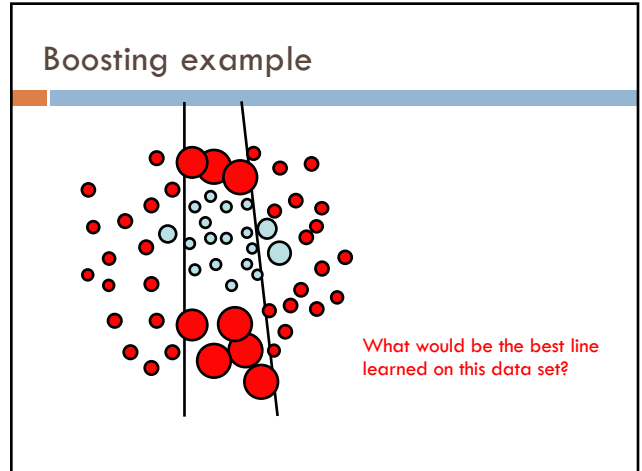 Boosting example
What would be the best line
learned on this data set?